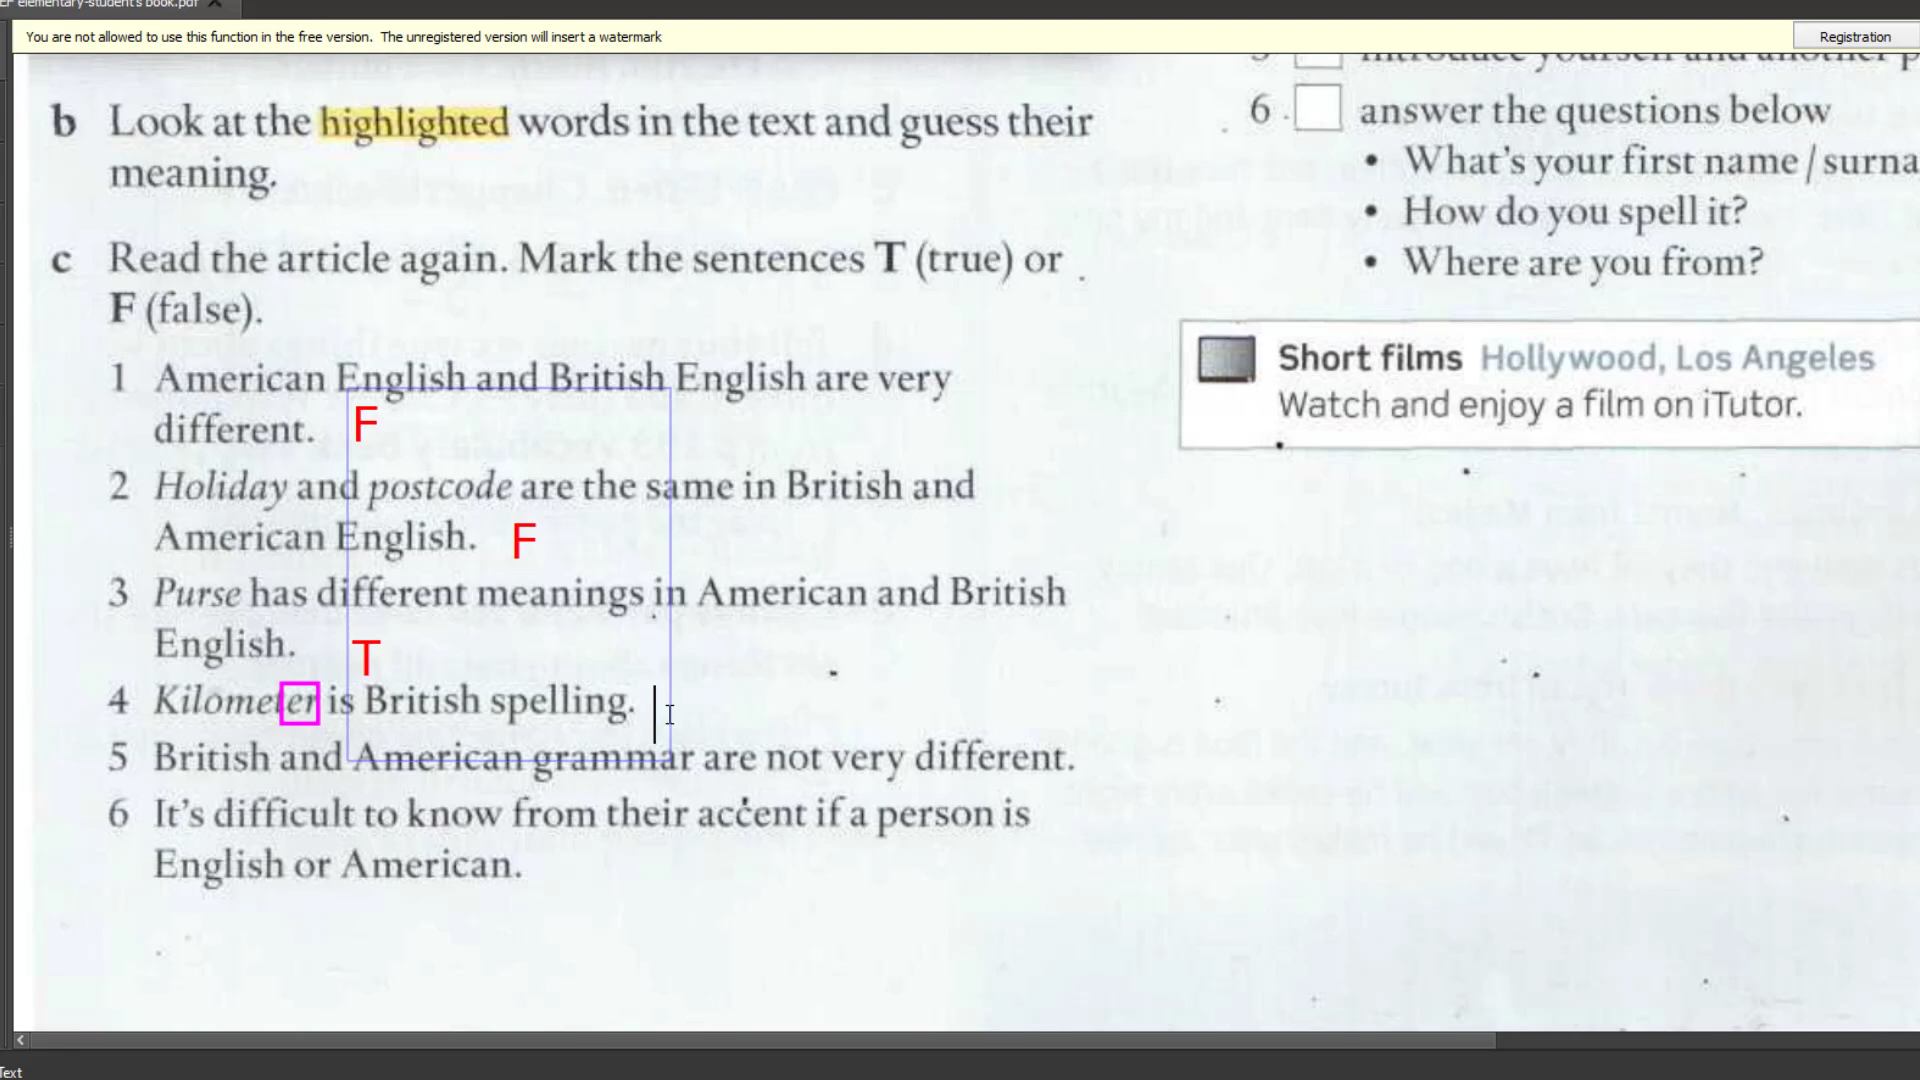 EF elementary-student's book.pdf
You are not allowed to use this function in the free version. The unregistered version will insert a watermark
Registration
b Look at the highlighted words in the text and guess their
meaning.
c Read the article again. Mark the sentences T (true) or
F (false).
1 American English and British English are very
different. F
2 Holiday and postcode are the same in British and
American English. F
3 Purse has different meanings in American and British
English. T
4 Kilometer is British spelling.
5 British and American grammar are not very different.
6 It's difficult to know from their accent if a person is
English or American.
introduce yourself and another p
6 answer the questions below
• What's your first name / surna
• How do you spell it?
• Where are you from?
Short films Hollywood, Los Angeles
Watch and enjoy a film on iTutor.
Text